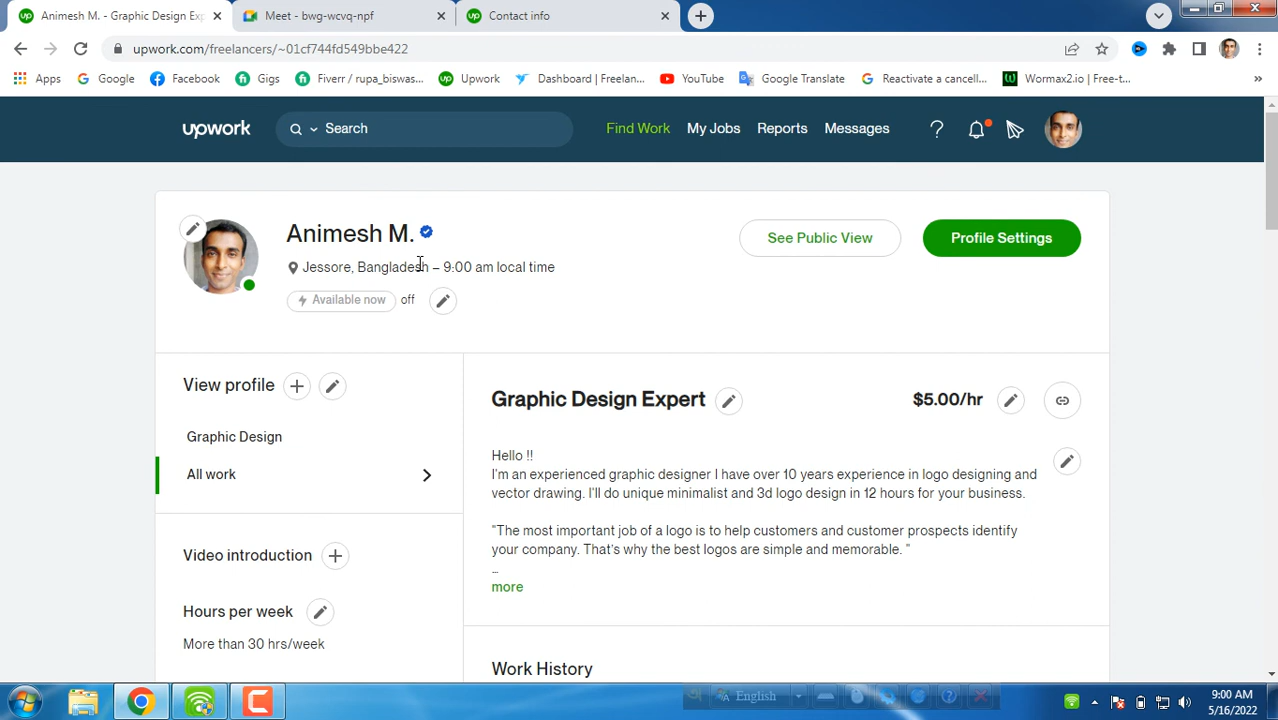 Animesh M. - Graphic Design Exp
Meet - bwg-wcvq-npf
Contact info
upwork.com/freelancers/~01cf744fd549bbe422
Apps
Google
Facebook
Gigs
Fiverr / rupa_biswas...
Upwork
Dashboard | Freelan...
YouTube
Google Translate
Reactivate a cancell...
Wormax2.io | Free-t...
»
upwork
Search
Find Work
My Jobs
Reports
Messages
Animesh M.
Jessore, Bangladesh – 9:00 am local time
Available now off
See Public View
Profile Settings
View profile
Graphic Design
All work
Video introduction
Hours per week
More than 30 hrs/week
Graphic Design Expert
$5.00/hr
Hello !!
I'm an experienced graphic designer I have over 10 years experience in logo designing and
vector drawing. I'll do unique minimalist and 3d logo design in 12 hours for your business.
"The most important job of a logo is to help customers and customer prospects identify
your company. That's why the best logos are simple and memorable. "
...
more
Work History
English
9:00 AM
5/16/2022